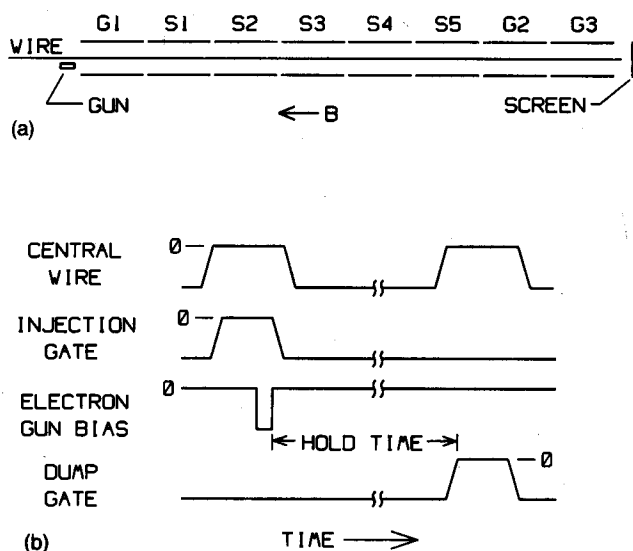 G1 S1 S2 S3 S4 S5 G2 G3
WIRE
GUN
B
SCREEN
(a)
CENTRAL WIRE
0
INJECTION GATE
0
ELECTRON GUN BIAS
0
HOLD TIME
DUMP GATE
0
(b)
TIME